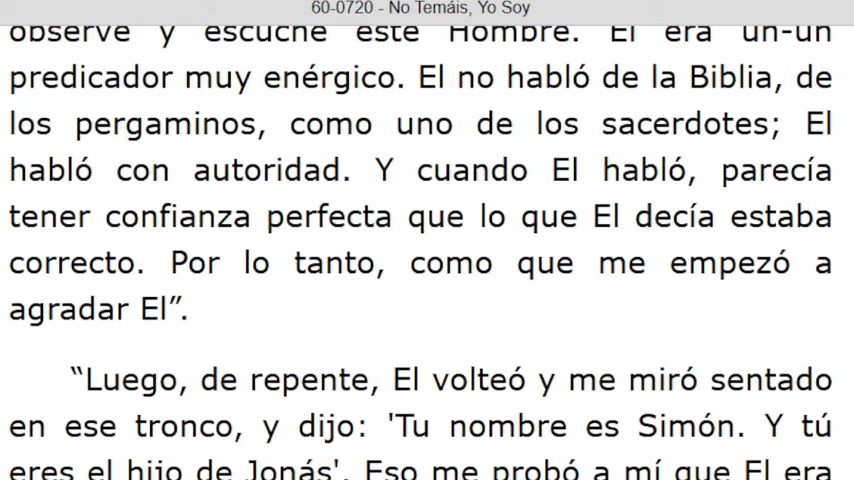 60-0720 - No Temáis, Yo Soy
observé y escuché este Hombre. El era un-un
predicador muy enérgico. El no habló de la Biblia, de
los pergaminos, como uno de los sacerdotes; El
habló con autoridad. Y cuando El habló, parecía
tener confianza perfecta que lo que El decía estaba
correcto. Por lo tanto, como que me empezó a
agradar El”.
“Luego, de repente, El volteó y me miró sentado
en ese tronco, y dijo: 'Tu nombre es Simón. Y tú
eres el hijo de Jonás'. Eso me probó a mí que El era